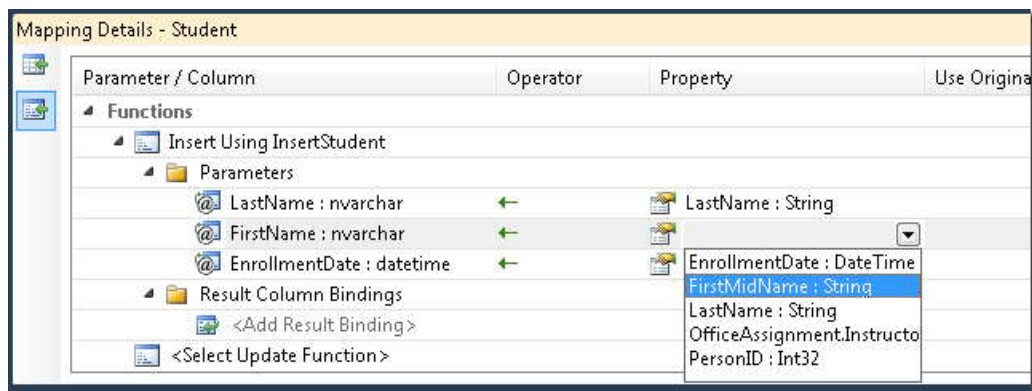 Mapping Details - Student
Parameter / Column Operator Property Use Origina
Functions
Insert Using InsertStudent
Parameters
LastName : nvarchar ← LastName : String
FirstName : nvarchar ←
EnrollmentDate : datetime ← EnrollmentDate : DateTime
FirstMidName : String
Result Column Bindings LastName : String
<Add Result Binding> OfficeAssignment.Instructo
<Select Update Function> PersonID : Int32